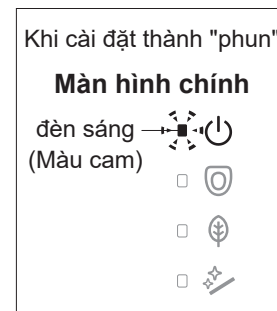 Khi cài đặt thành "phun"
Màn hình chính
đèn sáng
(Màu cam)